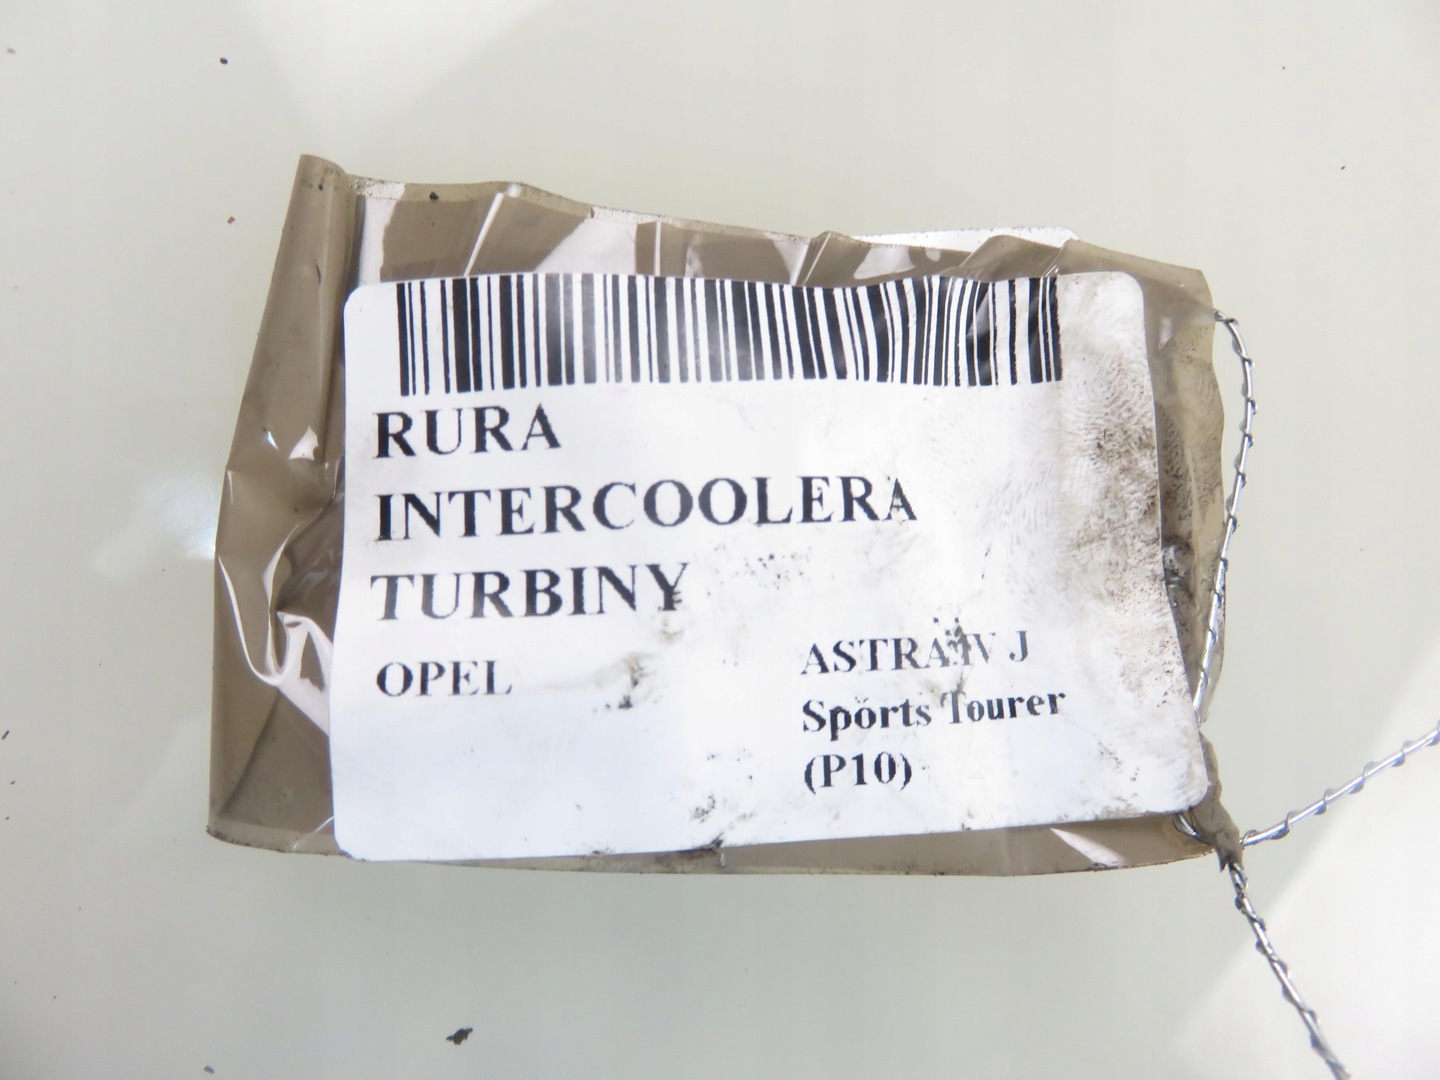 RURA
INTERCOOLERA
TURBINY
OPEL
ASTRA IV J
Sports Tourer
(P10)